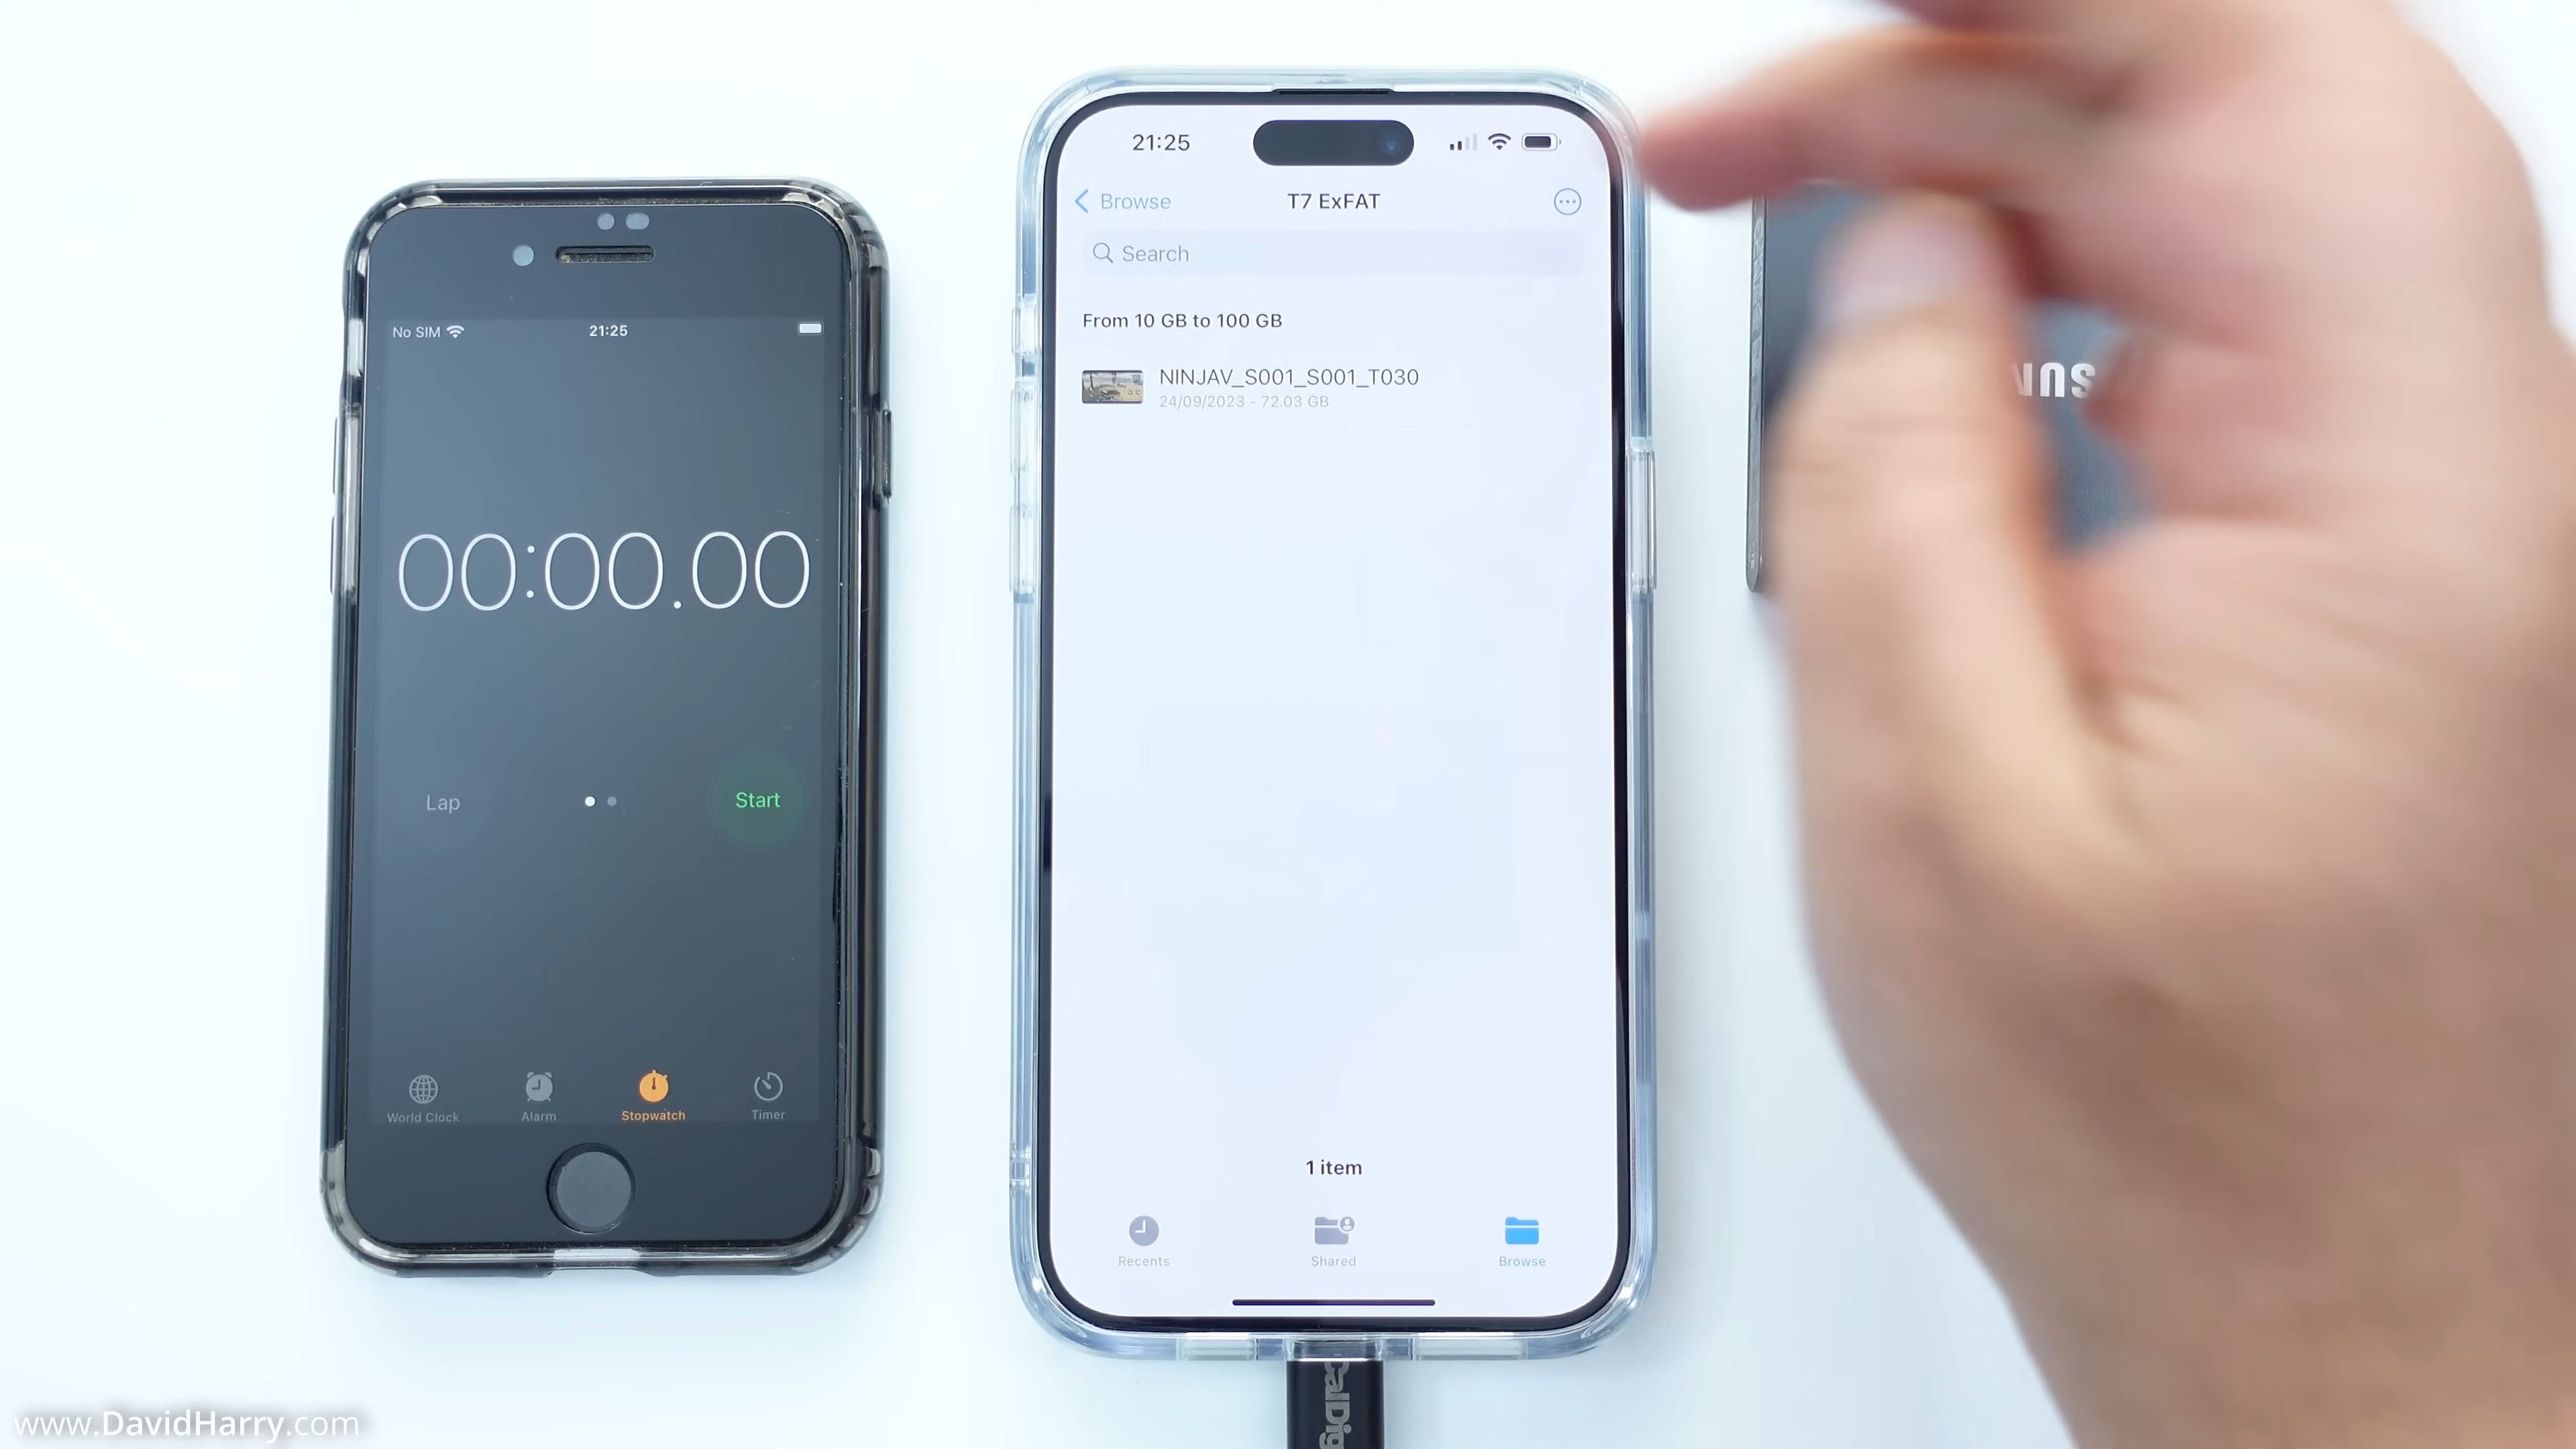 No SIM
21:25
00:00.00
Lap
Start
World Clock
Alarm
Stopwatch
Timer
21:25
Browse
T7 ExFAT
Search
From 10 GB to 100 GB
NINJAV_S001_S001_T030
24/09/2023 - 72.03 GB
1 item
Recents
Shared
Browse
www.DavidHarry.com